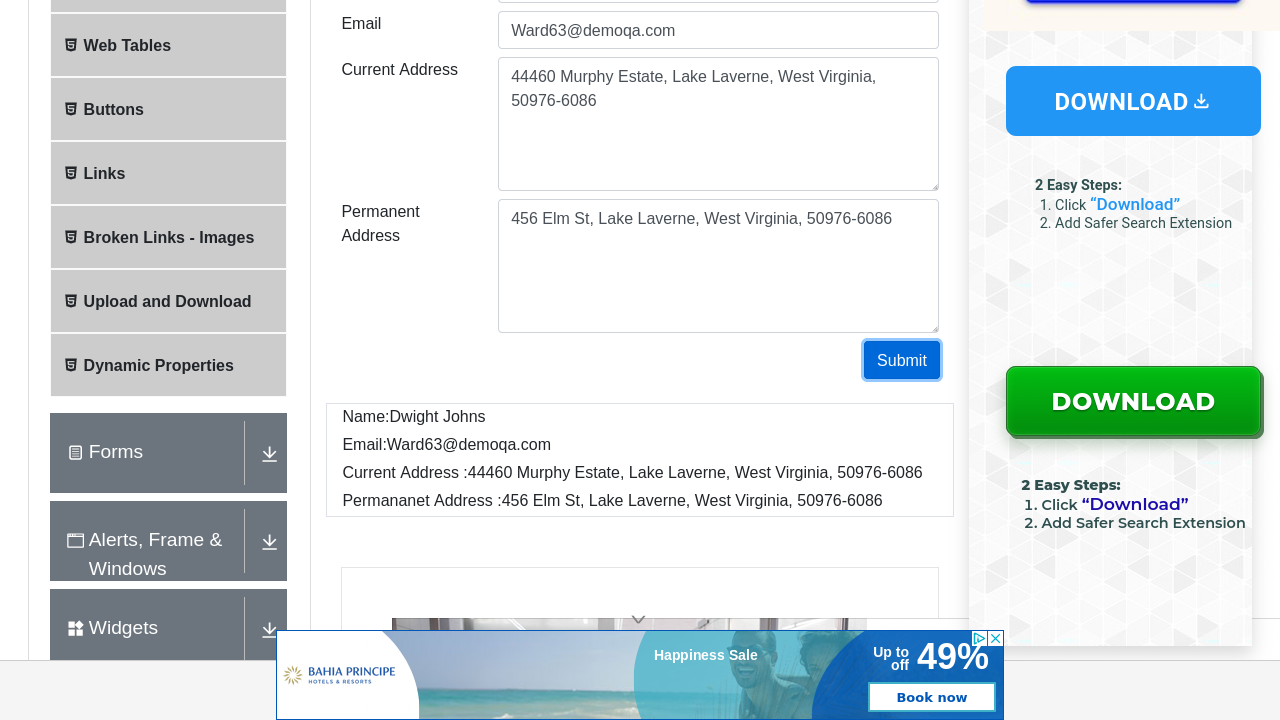 Web Tables
Buttons
Links
Broken Links - Images
Upload and Download
Dynamic Properties
Forms
Alerts, Frame &
Windows
Widgets
Email
Ward63@demoqa.com
Current Address
44460 Murphy Estate, Lake Laverne, West Virginia,
50976-6086
Permanent
Address
456 Elm St, Lake Laverne, West Virginia, 50976-6086
Submit
Name:Dwight Johns
Email:Ward63@demoqa.com
Current Address :44460 Murphy Estate, Lake Laverne, West Virginia, 50976-6086
Permananet Address :456 Elm St, Lake Laverne, West Virginia, 50976-6086
DOWNLOAD
2 Easy Steps:
1. Click “Download”
2. Add Safer Search Extension
DOWNLOAD
2 Easy Steps:
1. Click “Download”
2. Add Safer Search Extension
BAHIA PRINCIPE
HOTELS & RESORTS
Happiness Sale
Up to
off
49%
Book now